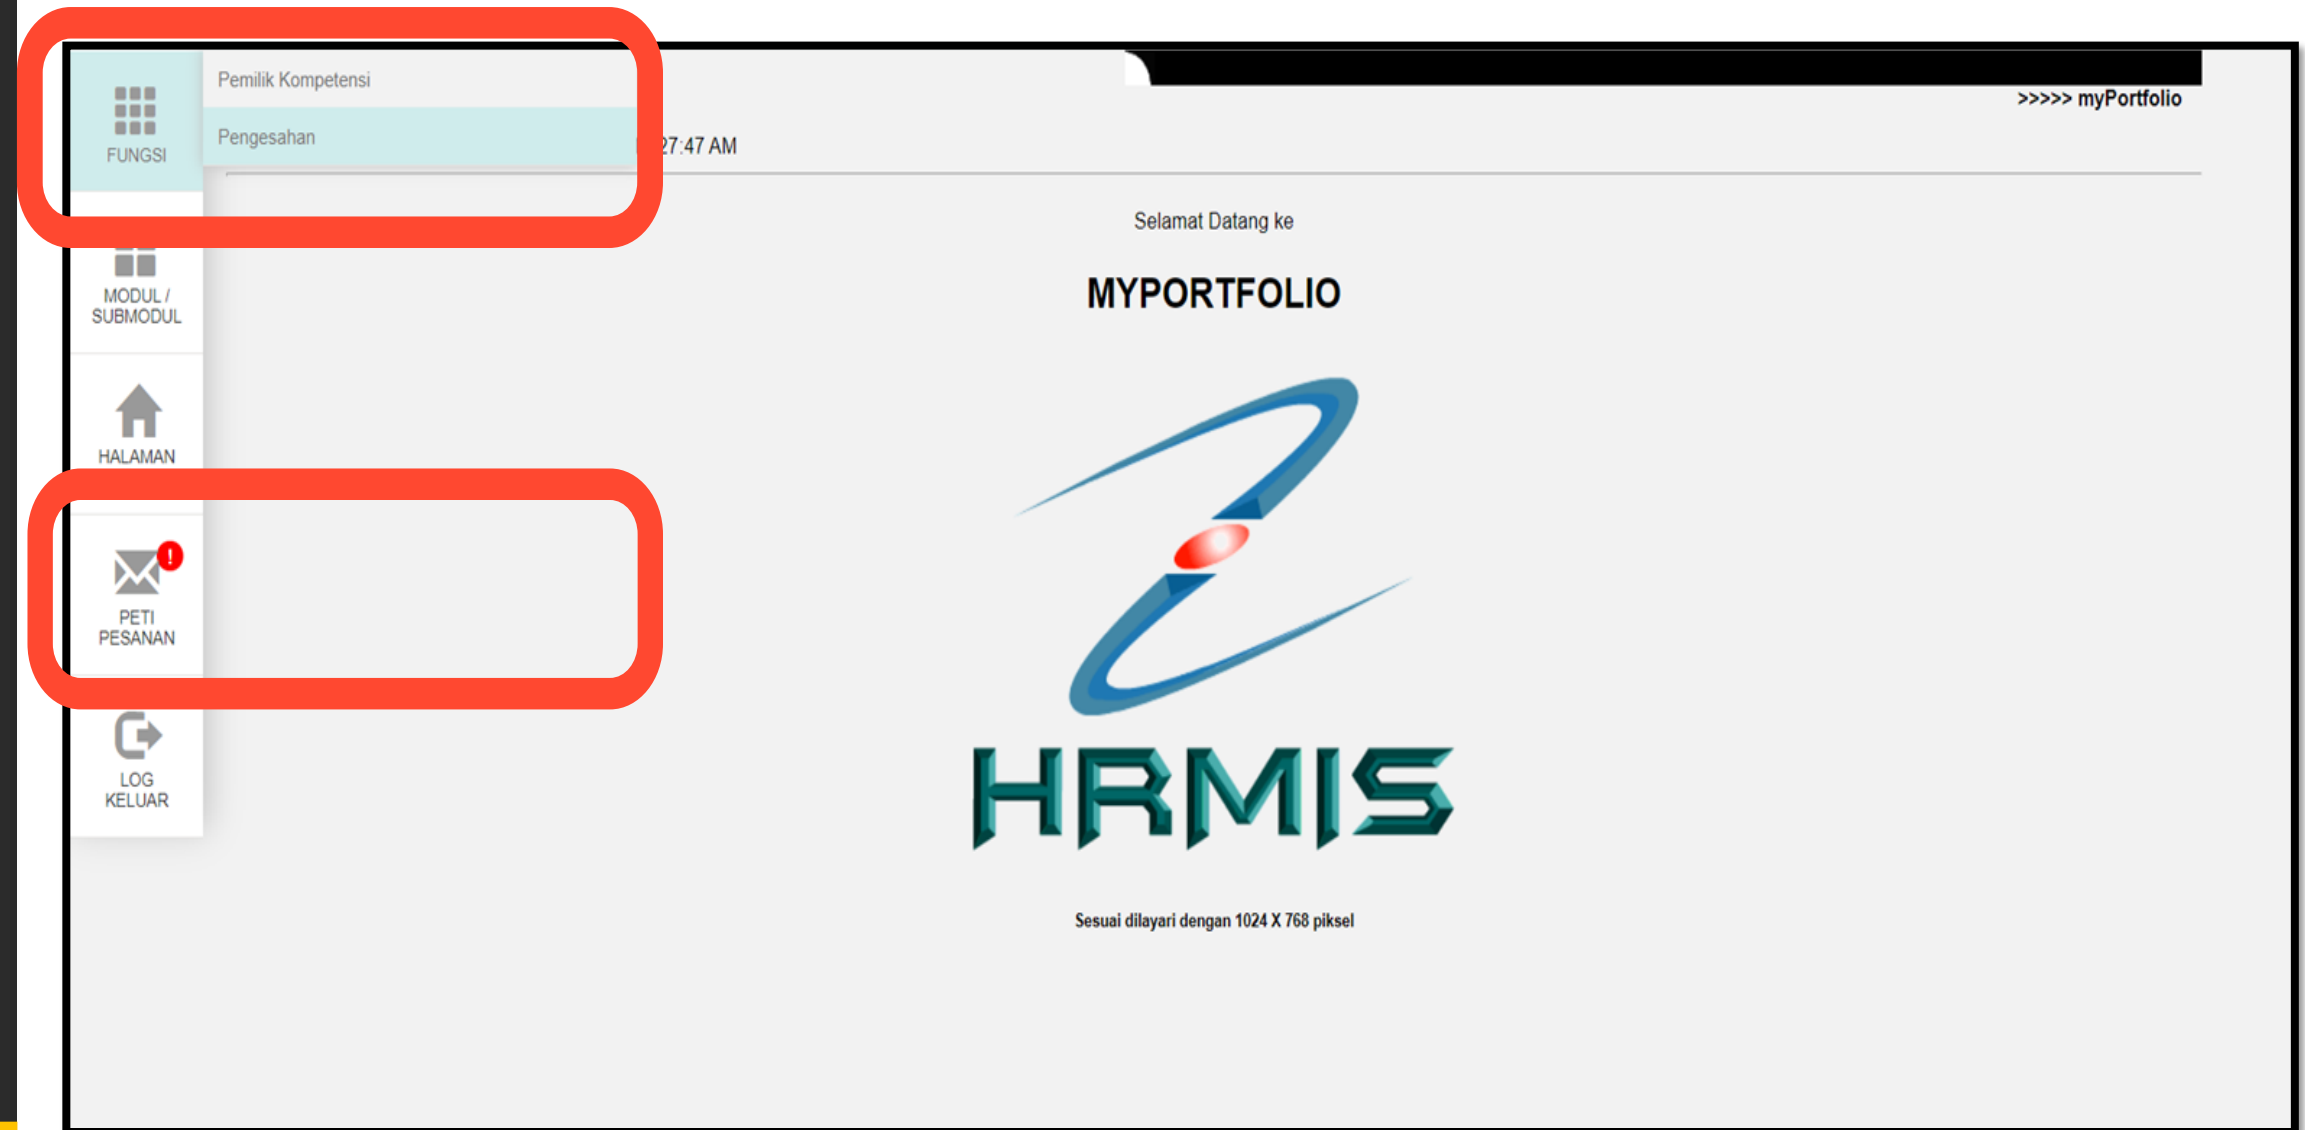 Pemilik Kompetensi
Pengesahan
FUNGSI
>>>>> myPortfolio
27:47 AM
Selamat Datang ke
MYPORTFOLIO
MODUL /
SUBMODUL
HALAMAN
!
PETI
PESANAN
LOG
KELUAR
HRMIS
Sesuai dilayari dengan 1024 X 768 piksel